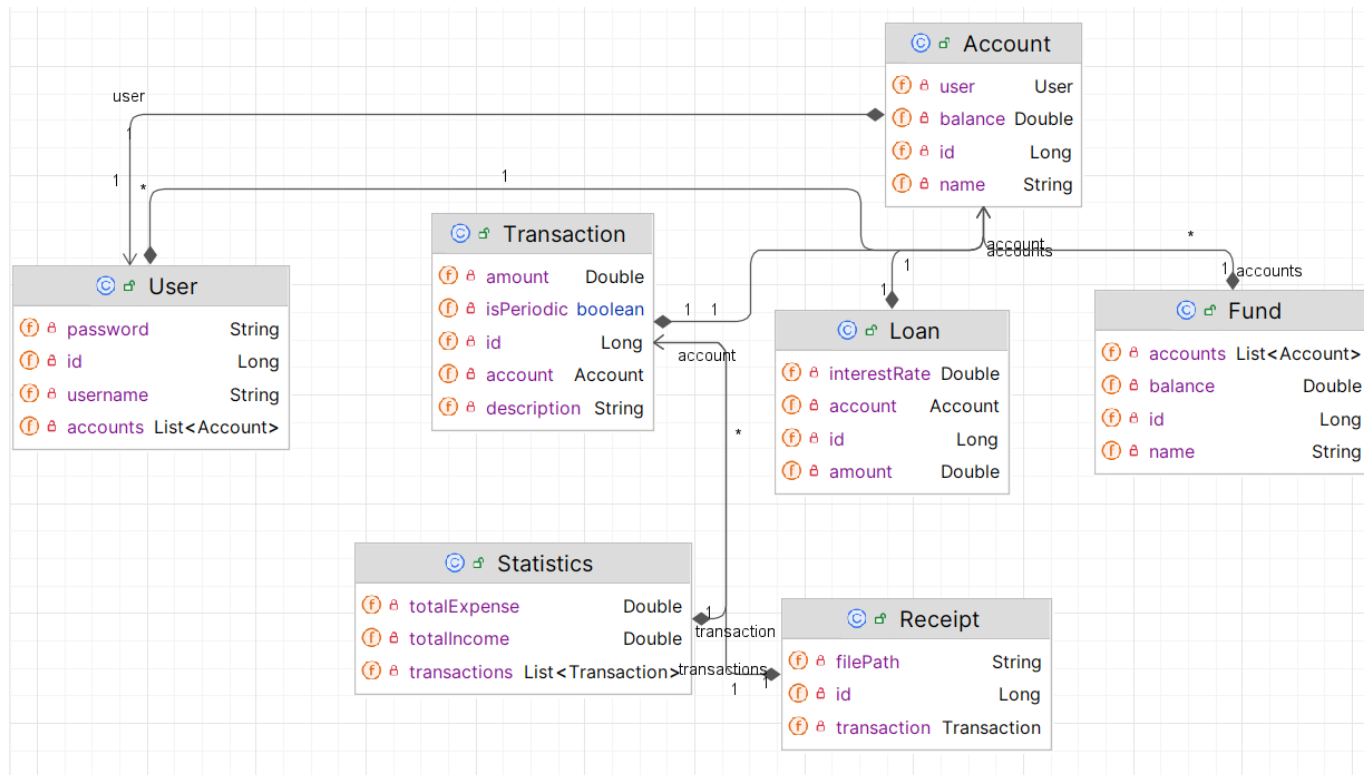 Account
user User
balance Double
id Long
name String
user
1
1
*
1
Transaction
amount Double
isPeriodic boolean
id Long
account Account
description String
User
password String
id Long
username String
accounts List<Account>
account
accounts
*
1
1
1 accounts
1 1
account
*
Loan
interestRate Double
account Account
id Long
amount Double
Fund
accounts List<Account>
balance Double
id Long
name String
Statistics
totalExpense Double
totalIncome Double
transactions List<Transaction>
1
transaction
transactions
1
1
Receipt
filePath String
id Long
transaction Transaction